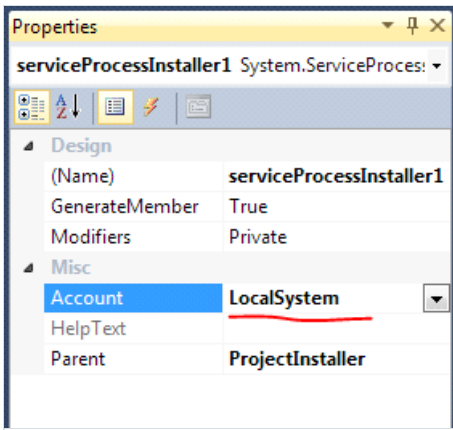 Properties
serviceProcessInstaller1 System.ServiceProces
Design
(Name) serviceProcessInstaller1
GenerateMember True
Modifiers Private
Misc
Account LocalSystem
HelpText
Parent ProjectInstaller